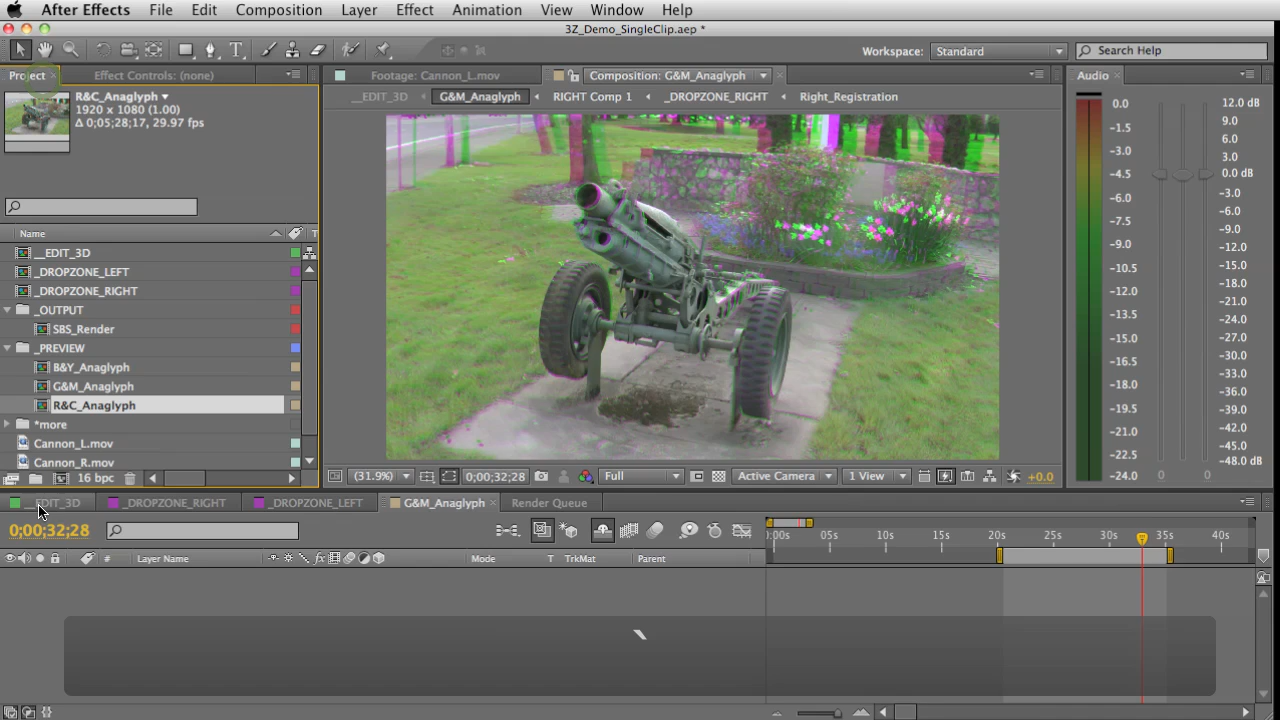 After Effects File Edit Composition Layer Effect Animation View Window Help
3Z_Demo_SingleClip.aep *
T Workspace: Standard Search Help
Project Effect Controls: (none) Footage: Cannon_L.mov Composition: G&M_Anaglyph Audio
R&C_Anaglyph
1920 x 1080 (1.00)
Δ 0;05;28;17, 29.97 fps
__EDIT_3D G&M_Anaglyph RIGHT Comp 1 _DROPZONE_RIGHT Right_Registration
Name T
__EDIT_3D
_DROPZONE_LEFT
_DROPZONE_RIGHT
_OUTPUT
SBS_Render
_PREVIEW
B&Y_Anaglyph
G&M_Anaglyph
R&C_Anaglyph
*more
Cannon_L.mov
Cannon_R.mov
16 bpc
(31.9%) 0;00;32;28 Full Active Camera 1 View +0.0
0.0
-1.5
-3.0
-4.5
-6.0
-7.5
-9.0
-10.5
-12.0
-13.5
-15.0
-16.5
-18.0
-19.5
-21.0
-22.5
-24.0
12.0 dB
9.0
6.0
3.0
0.0 dB
-3.0
-6.0
-9.0
-12.0
-15.0
-18.0
-21.0
-24.0
-27.0
-30.0
-33.0
-36.0
-39.0
-42.0
-45.0
-48.0 dB
0 0
__EDIT_3D _DROPZONE_RIGHT _DROPZONE_LEFT G&M_Anaglyph Render Queue
0;00;32;28
):00s 05s 10s 15s 20s 25s 30s 35s 40s
# Layer Name fx Mode T TrkMat Parent
`